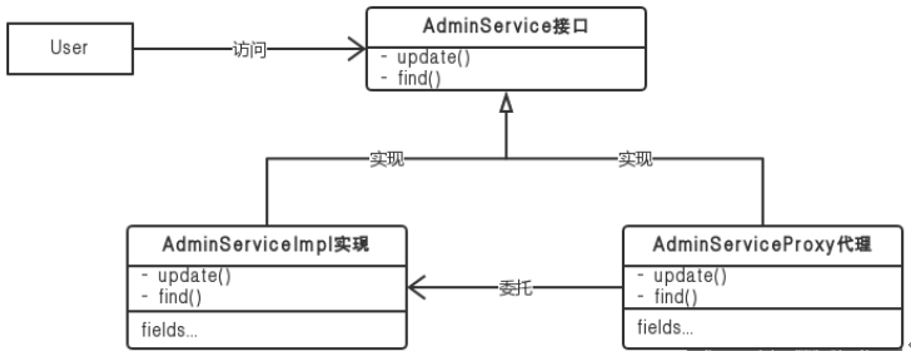 User
访问
AdminService接口
- update()
- find()
实现
实现
AdminServiceImpl实现
- update()
- find()
fields...
委托
AdminServiceProxy代理
- update()
- find()
fields...